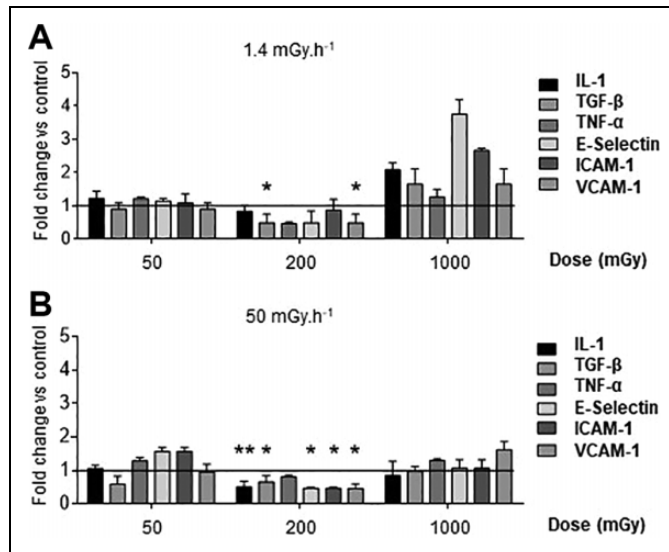 A
1.4 mGy.h⁻¹
Fold change vs control
5
4
3
2
1
0
* *
50 200 1000 Dose (mGy)
IL-1
TGF-β
TNF-α
E-Selectin
ICAM-1
VCAM-1
B
50 mGy.h⁻¹
Fold change vs control
5
4
3
2
1
0
** * * * *
50 200 1000
Dose (mGy)
IL-1
TGF-β
TNF-α
E-Selectin
ICAM-1
VCAM-1